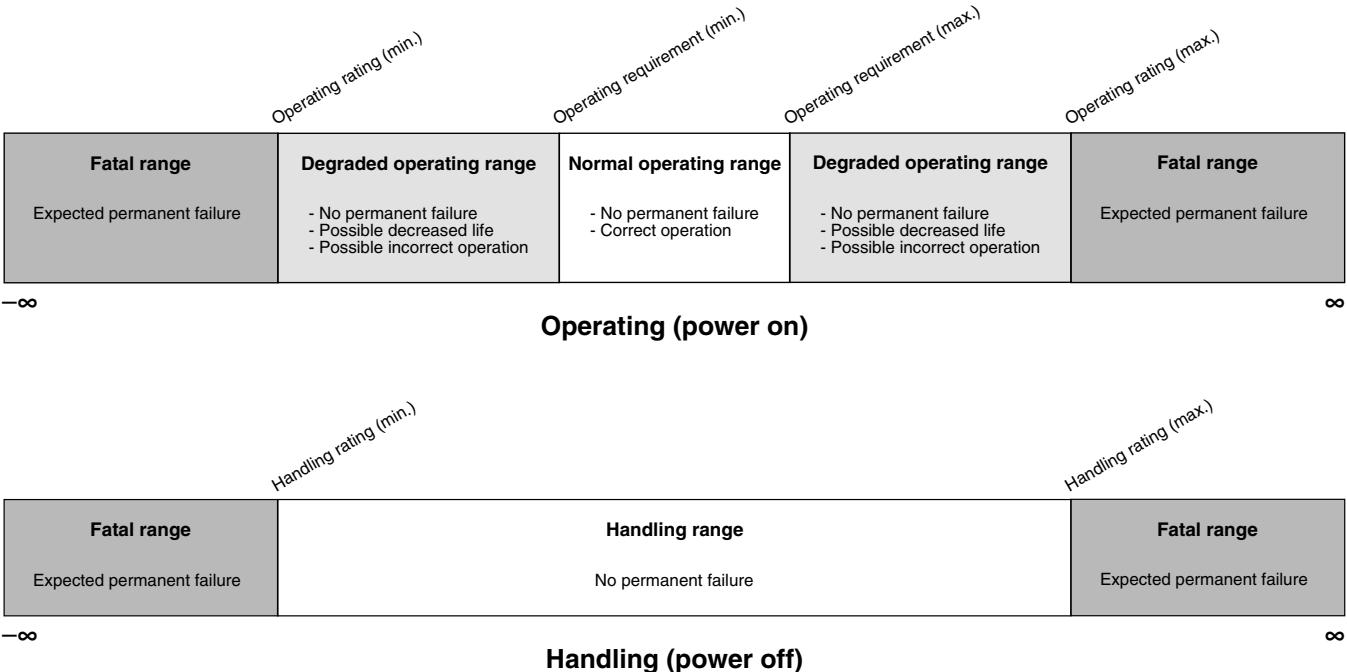 Operating rating (min.)
Operating requirement (min.)
Operating requirement (max.)
Operating rating (max.)
Fatal range
Expected permanent failure
Degraded operating range
- No permanent failure
- Possible decreased life
- Possible incorrect operation
Normal operating range
- No permanent failure
- Correct operation
Degraded operating range
- No permanent failure
- Possible decreased life
- Possible incorrect operation
Fatal range
Expected permanent failure
–∞
∞
Operating (power on)
Handling rating (min.)
Handling rating (max.)
Fatal range
Expected permanent failure
Handling range
No permanent failure
Fatal range
Expected permanent failure
–∞
∞
Handling (power off)